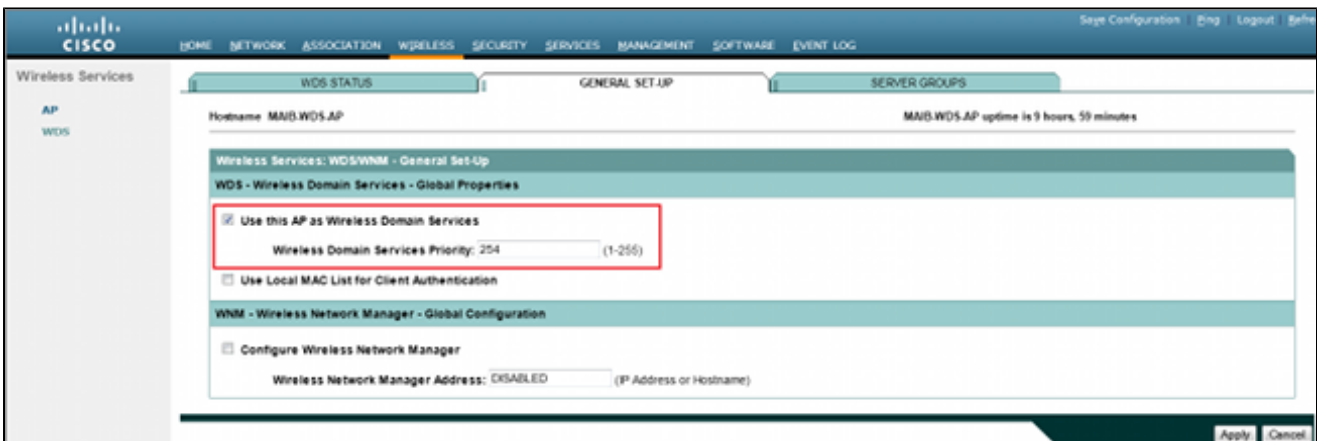 Save Configuration Ping Logout Refre
CISCO
HOME NETWORK ASSOCIATION WIRELESS SECURITY SERVICES MANAGEMENT SOFTWARE EVENT LOG
Wireless Services
AP
WDS
WDS STATUS GENERAL SET-UP SERVER GROUPS
Hostname MAIB-WDS-AP MAIB-WDS-AP uptime is 9 hours, 59 minutes
Wireless Services: WDS/WNM - General Set-Up
WDS - Wireless Domain Services - Global Properties
Use this AP as Wireless Domain Services
Wireless Domain Services Priority: 254 (1-255)
Use Local MAC List for Client Authentication
WNM - Wireless Network Manager - Global Configuration
Configure Wireless Network Manager
Wireless Network Manager Address: DISABLED (IP Address or Hostname)
Apply Cancel